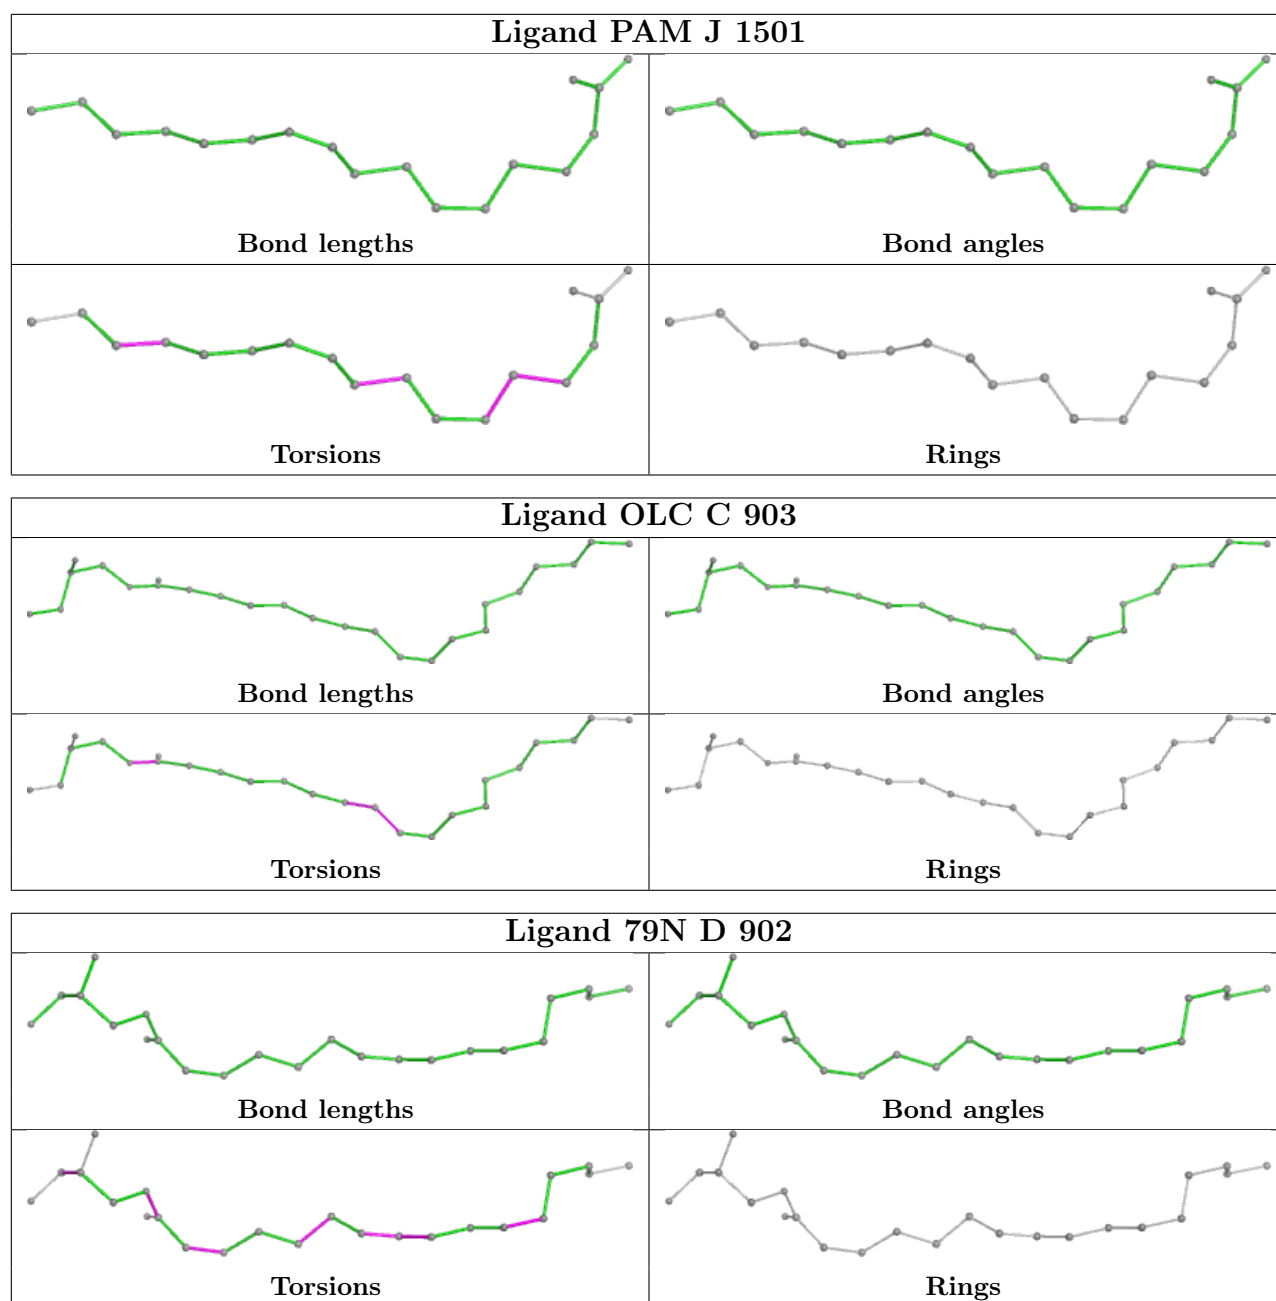 Ligand PAM J 1501
Bond lengths
Bond angles
Torsions
Rings
Ligand OLC C 903
Bond lengths
Bond angles
Torsions
Rings
Ligand 79N D 902
Bond lengths
Bond angles
Torsions
Rings